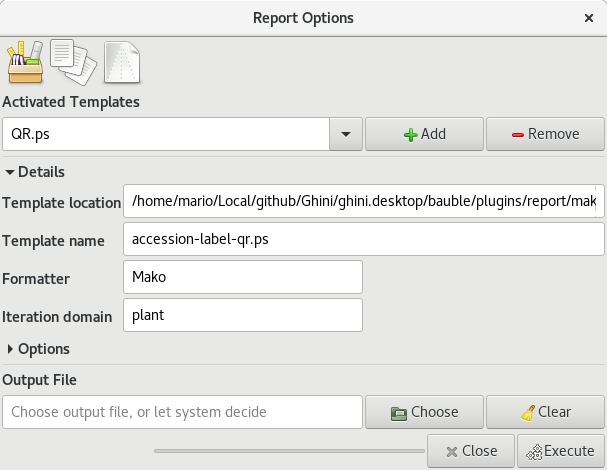 Report Options
Activated Templates
QR.ps
Add
Remove
Details
Template location
/home/mario/Local/github/Ghini/ghini.desktop/bauble/plugins/report/mak
Template name
accession-label-qr.ps
Formatter
Mako
Iteration domain
plant
Options
Output File
Choose output file, or let system decide
Choose
Clear
Close
Execute